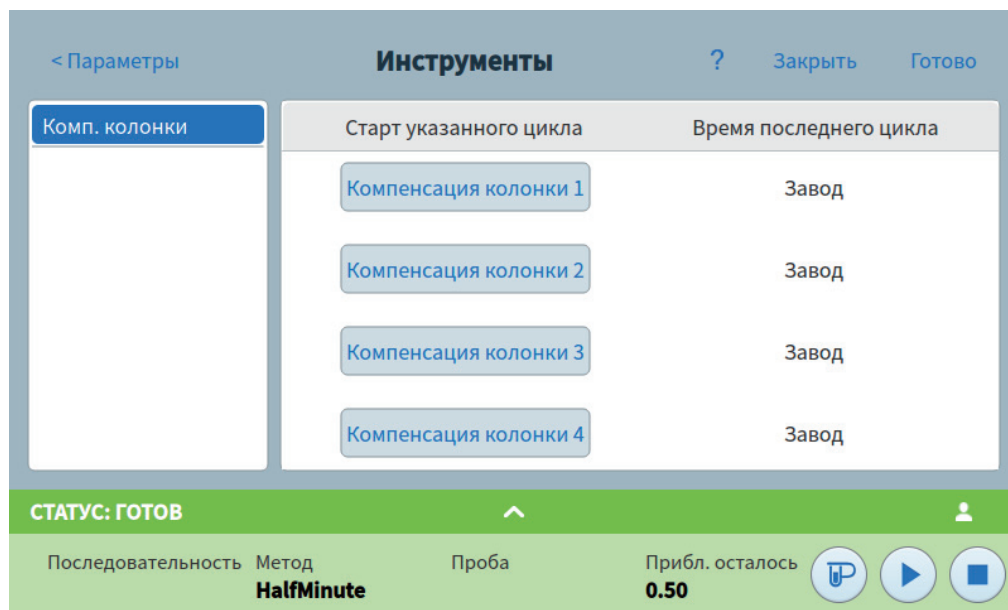 < Параметры Инструменты ? Закрыть Готово
Комп. колонки Старт указанного цикла Время последнего цикла
Компенсация колонки 1 Завод
Компенсация колонки 2 Завод
Компенсация колонки 3 Завод
Компенсация колонки 4 Завод
СТАТУС: ГОТОВ
Последовательность Метод Проба Прибл. осталось
HalfMinute 0.50